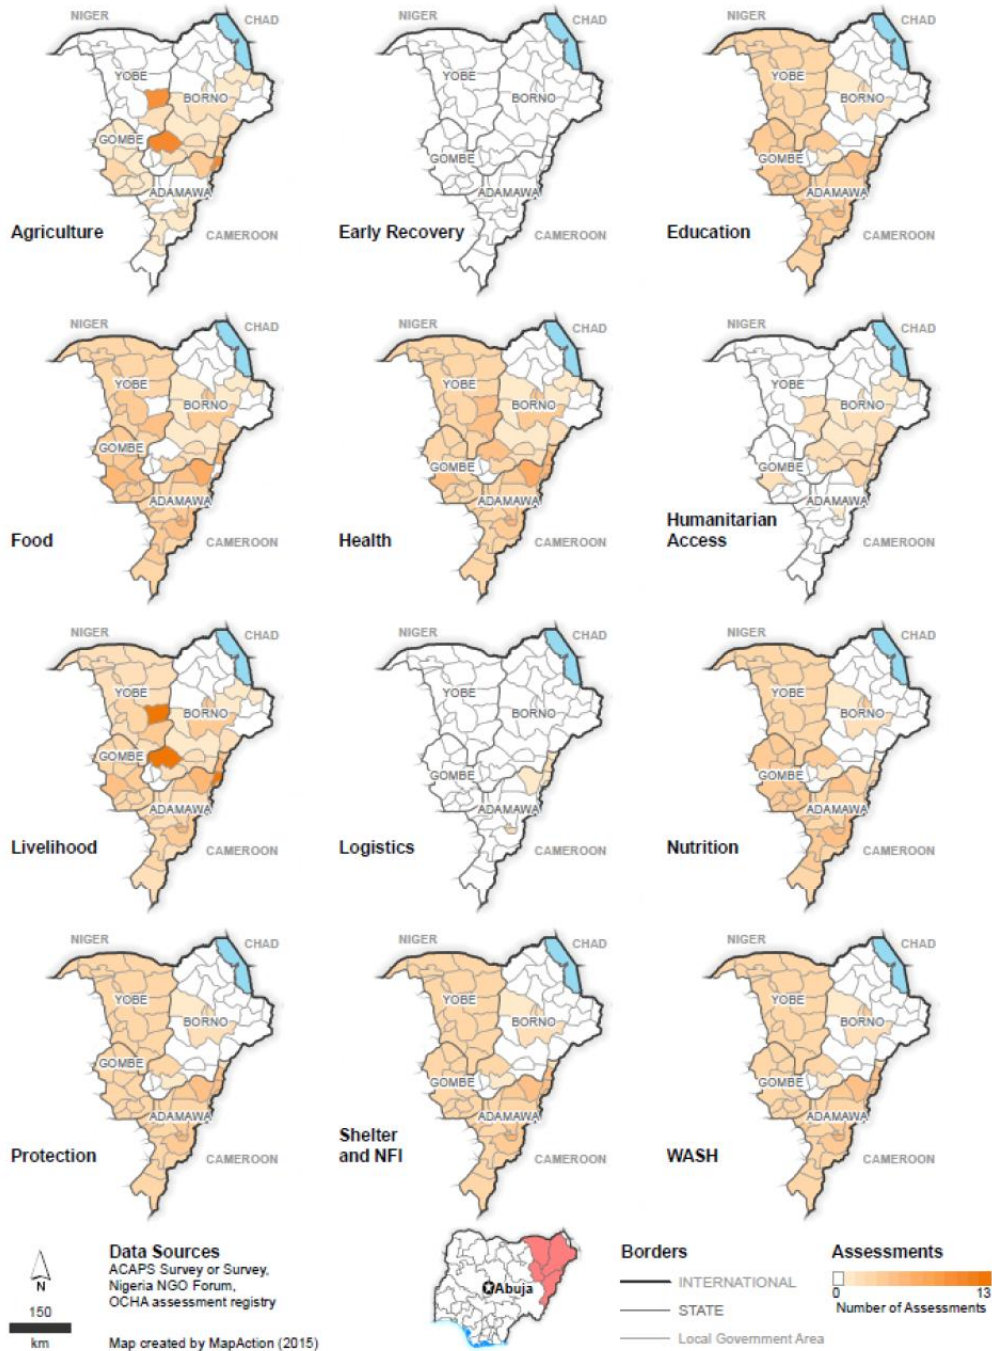 NIGER
CHAD
YOBE
BORNO
GOMBE
ADAMAWA
Agriculture
CAMEROON
NIGER
CHAD
YOBE
BORNO
GOMBE
ADAMAWA
Early Recovery
CAMEROON
NIGER
CHAD
YOBE
BORNO
GOMBE
ADAMAWA
Education
CAMEROON
NIGER
CHAD
YOBE
BORNO
GOMBE
ADAMAWA
Food
CAMEROON
NIGER
CHAD
YOBE
BORNO
GOMBE
ADAMAWA
Health
CAMEROON
NIGER
CHAD
YOBE
BORNO
GOMBE
ADAMAWA
Humanitarian
Access
CAMEROON
NIGER
CHAD
YOBE
BORNO
GOMBE
ADAMAWA
Livelihood
CAMEROON
NIGER
CHAD
YOBE
BORNO
GOMBE
ADAMAWA
Logistics
CAMEROON
NIGER
CHAD
YOBE
BORNO
GOMBE
ADAMAWA
Nutrition
CAMEROON
NIGER
CHAD
YOBE
BORNO
GOMBE
ADAMAWA
Protection
CAMEROON
NIGER
CHAD
YOBE
BORNO
GOMBE
ADAMAWA
Shelter
and NFI
CAMEROON
NIGER
CHAD
YOBE
BORNO
GOMBE
ADAMAWA
WASH
CAMEROON
N
150
km
Data Sources
ACAPS Survey or Survey,
Nigeria NGO Forum,
OCHA assessment registry
Map created by MapAction (2015)
Abuja
Borders
INTERNATIONAL
STATE
Local Government Area
Assessments
0 13
Number of Assessments